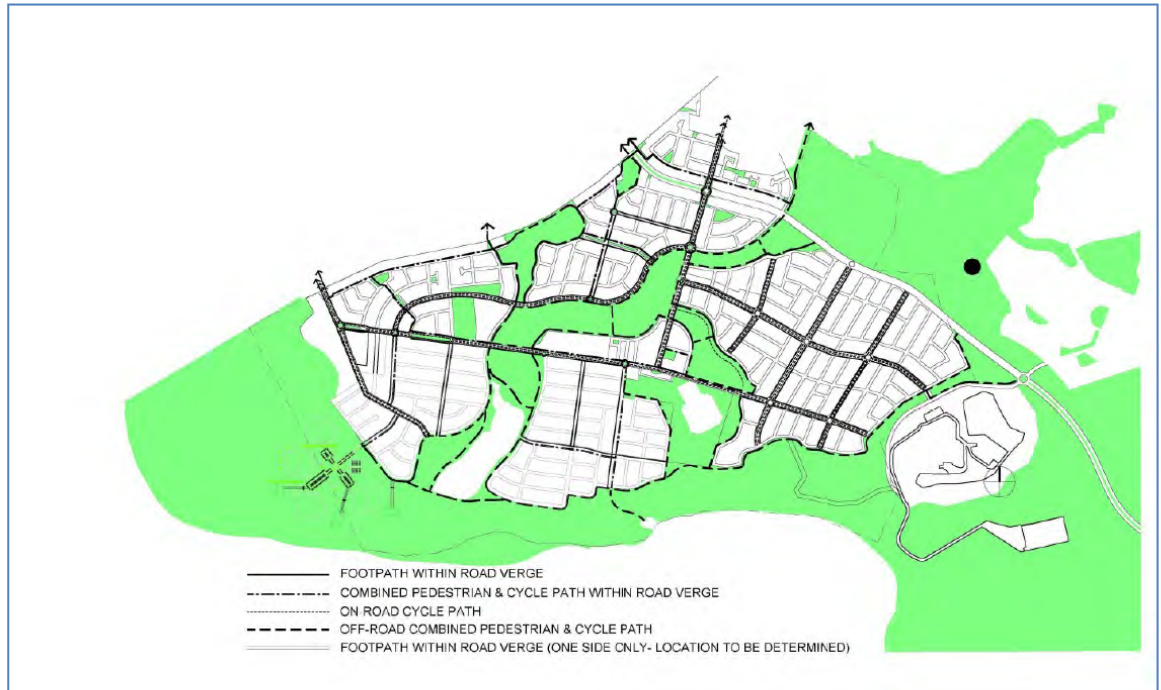 FOOTPATH WITHIN ROAD VERGE
COMBINED PEDESTRIAN & CYCLE PATH WITHIN ROAD VERGE
ON-ROAD CYCLE PATH
OFF-ROAD COMBINED PEDESTRIAN & CYCLE PATH
FOOTPATH WITHIN ROAD VERGE (ONE SIDE ONLY- LOCATION TO BE DETERMINED)